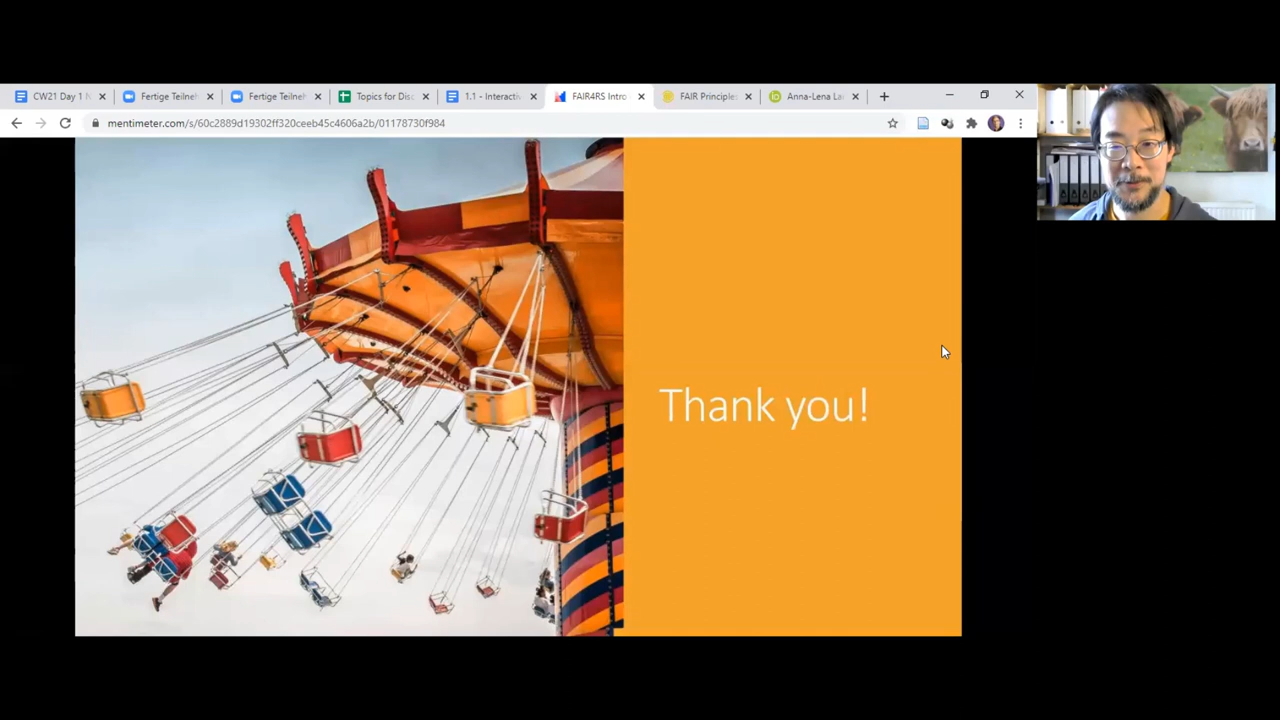 CW21 Day 1 N
Fertige Teilneh
Fertige Teilneh
Topics for Disc
1.1 - Interactiv
FAIR4RS Intro
FAIR Principles
Anna-Lena La
mentimeter.com/s/60c2889d19302ff320ceeb45c4606a2b/01178730f984
Thank you!